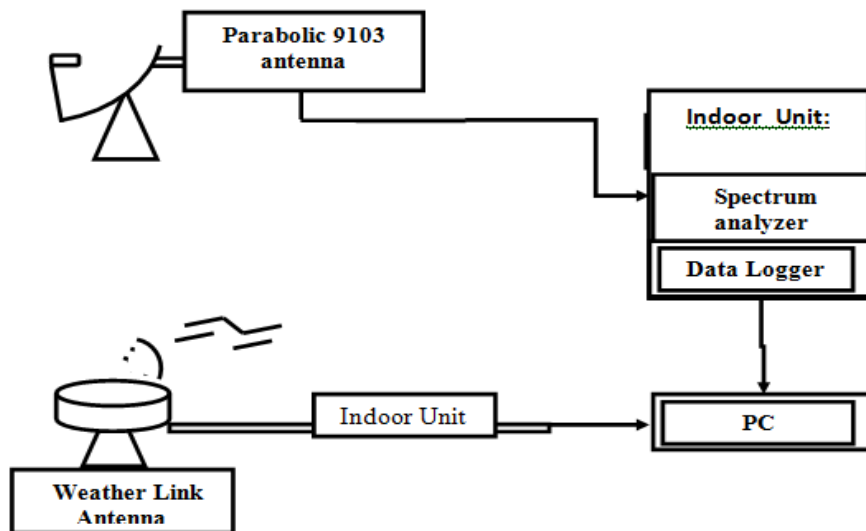 Parabolic 9103
antenna
Indoor Unit:
Spectrum
analyzer
Data Logger
Indoor Unit
PC
Weather Link
Antenna